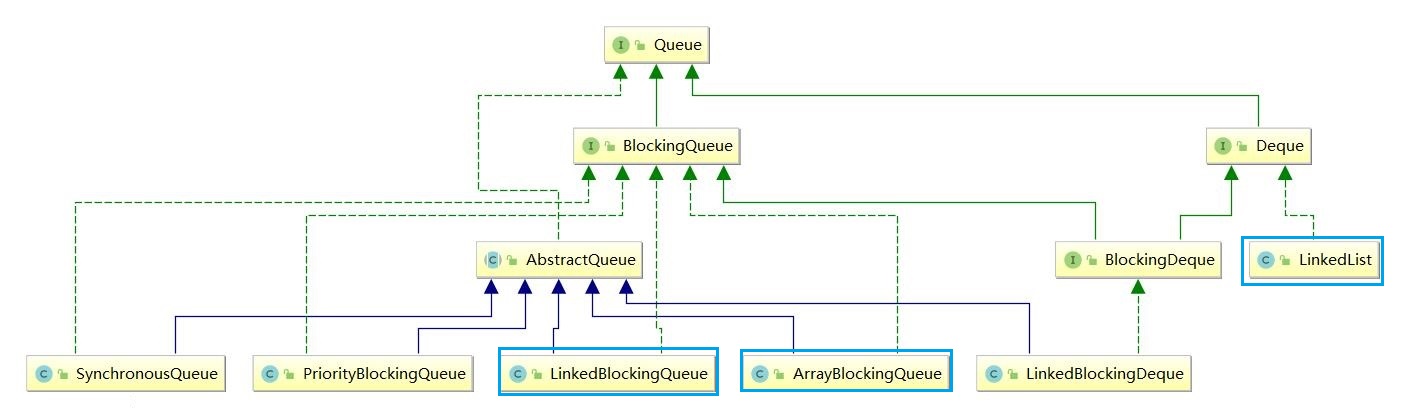 I Queue
I BlockingQueue
I Deque
C AbstractQueue
I BlockingDeque
C LinkedList
C SynchronousQueue
C PriorityBlockingQueue
C LinkedBlockingQueue
C ArrayBlockingQueue
C LinkedBlockingDeque